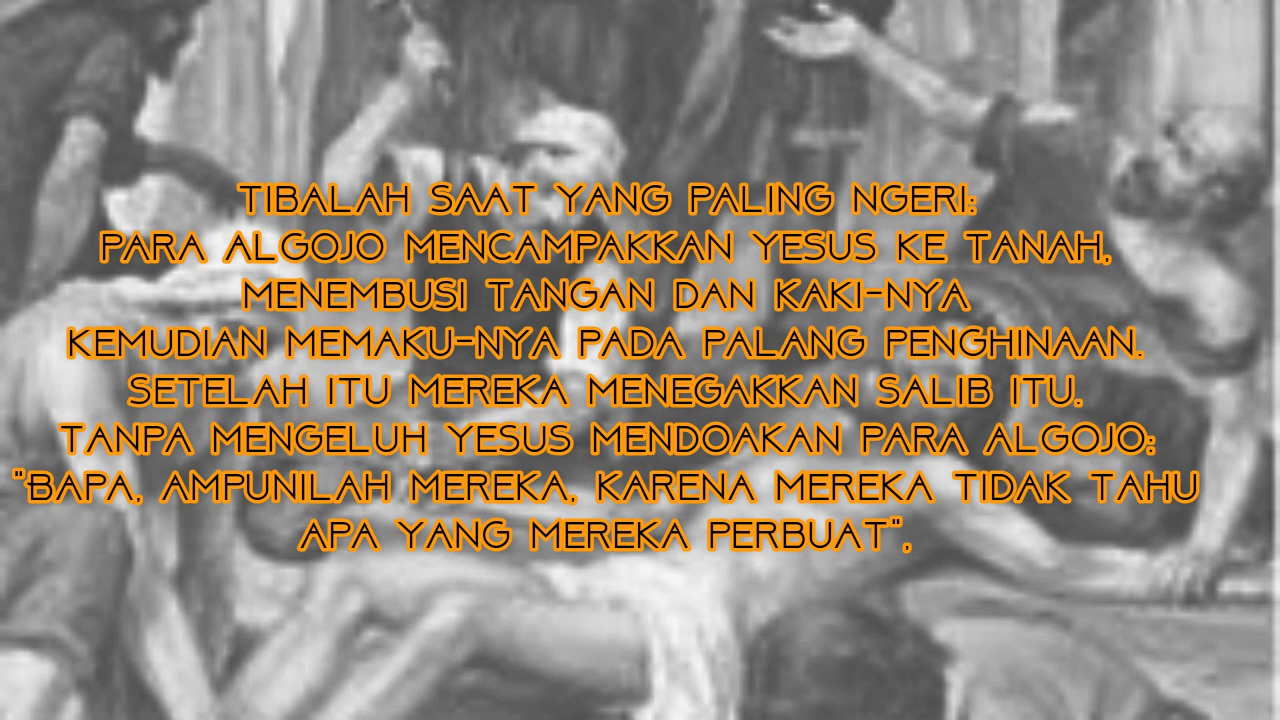 TIBALAH SAAT YANG PALING NGERI:
PARA ALGOJO MENCAMPAKKAN YESUS KE TANAH,
MENEMBUSI TANGAN DAN KAKI-NYA
KEMUDIAN MEMAKU-NYA PADA PALANG PENGHINAAN.
SETELAH ITU MEREKA MENEGAKKAN SALIB ITU.
TANPA MENGELUH YESUS MENDOAKAN PARA ALGOJO:
"BAPA, AMPUNILAH MEREKA, KARENA MEREKA TIDAK TAHU
APA YANG MEREKA PERBUAT",